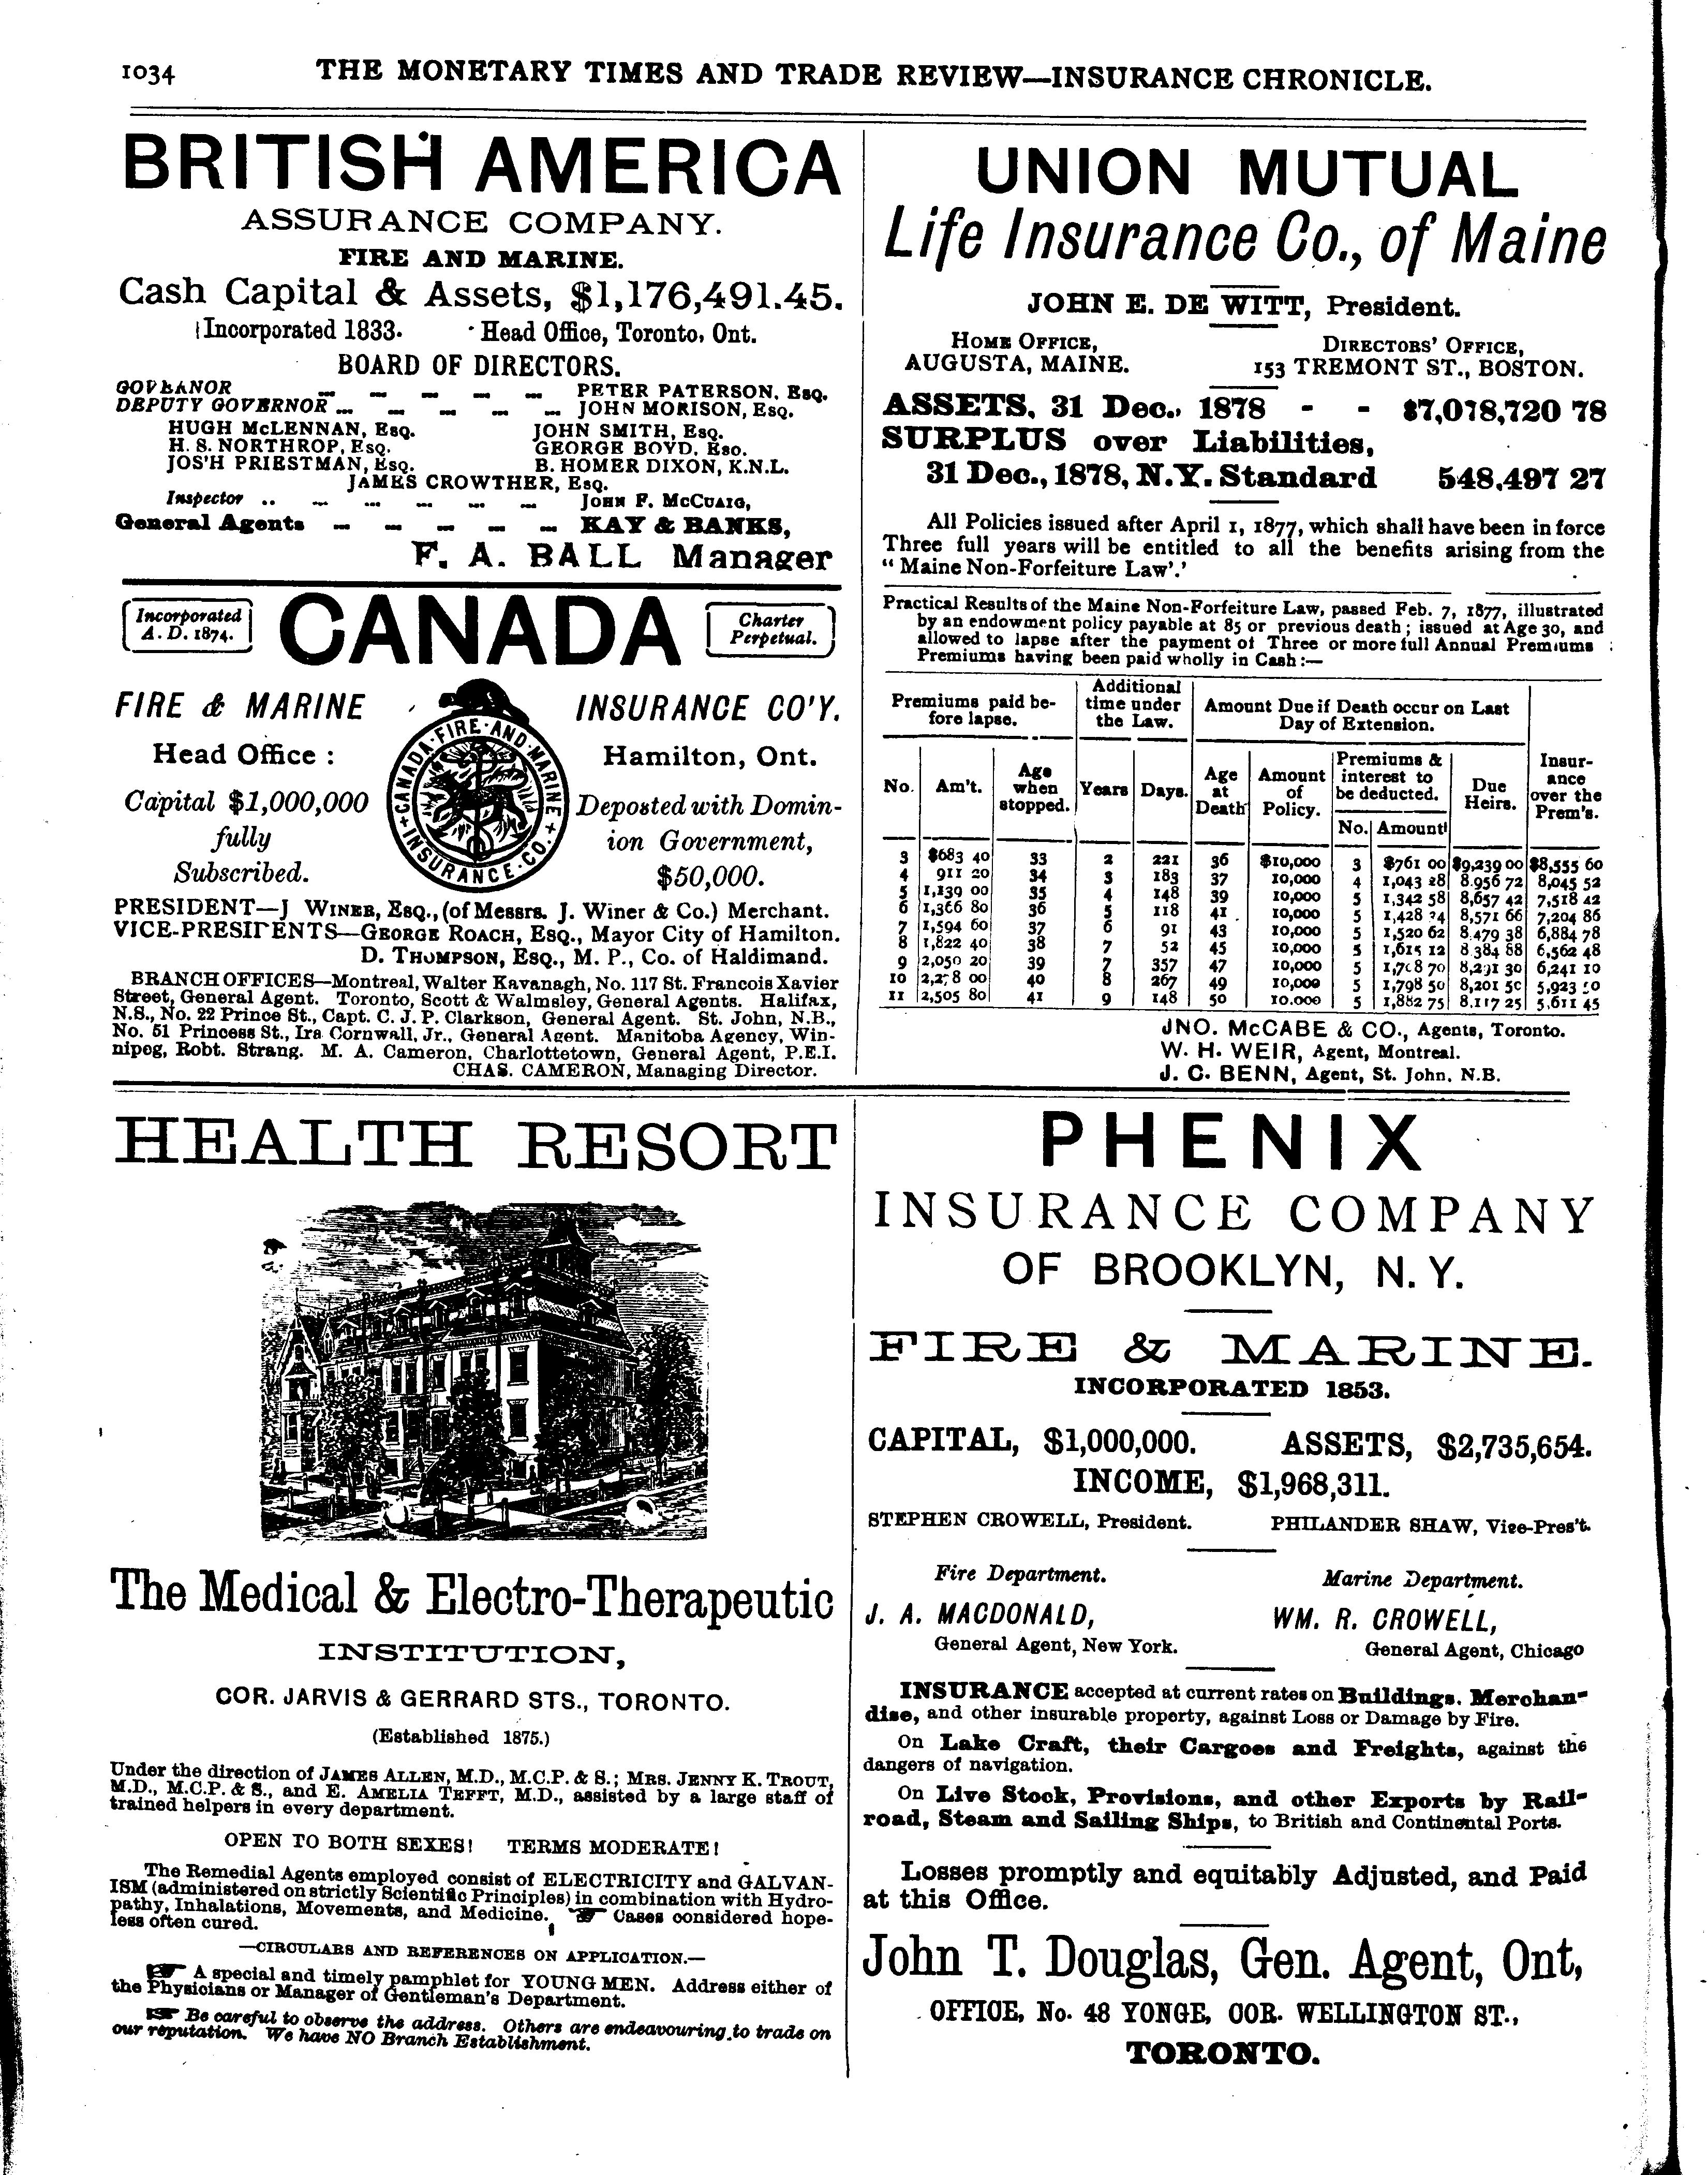 1034 THE MONETARY TIMES AND TRADE REVIEW—INSURANCE CHRONICLE.
BRITISH AMERICA
ASSURANCE COMPANY.
FIRE AND MARINE.
Cash Capital & Assets, $1,176,491.45.
Incorporated 1833. Head Office, Toronto, Ont.
BOARD OF DIRECTORS.
GOVERNOR PETER PATERSON, Esq.
DEPUTY GOVERNOR JOHN MORISON, Esq.
HUGH McLENNAN, Esq. JOHN SMITH, Esq.
H. S. NORTHROP, Esq. GEORGE BOYD, Esq.
JOS'H PRIESTMAN, Esq. B. HOMER DIXON, K.N.L.
JAMES CROWTHER, Esq.
Inspector JOHN F. McCUAIG,
General Agents KAY & BANKS,
F. A. BALL Manager
Incorporated
A.D. 1874.
CANADA
Charter
Perpetual.
FIRE & MARINE INSURANCE CO'Y.
CANADA·FIRE·AND·MARINE
+INSURANCE·CO.+
Head Office : Hamilton, Ont.
Capital $1,000,000 Deposted with Domin-
fully ion Government,
Subscribed. $50,000.
PRESIDENT—J WINER, ESQ., (of Messrs. J. Winer & Co.) Merchant.
VICE-PRESIDENTS—GEORGE ROACH, ESQ., Mayor City of Hamilton.
D. THOMPSON, ESQ., M. P., Co. of Haldimand.
BRANCH OFFICES—Montreal, Walter Kavanagh, No. 117 St. Francois Xavier
Street, General Agent. Toronto, Scott & Walmsley, General Agents. Halifax,
N.S., No. 22 Prince St., Capt. C. J. P. Clarkson, General Agent. St. John, N.B.,
No. 51 Princess St., Ira Cornwall, Jr., General Agent. Manitoba Agency, Win-
nipeg, Robt. Strang. M. A. Cameron, Charlottetown, General Agent, P.E.I.
CHAS. CAMERON, Managing Director.
UNION MUTUAL
Life Insurance Co., of Maine
JOHN E. DE WITT, President.
HOME OFFICE, DIRECTORS' OFFICE,
AUGUSTA, MAINE. 153 TREMONT ST., BOSTON.
ASSETS, 31 Dec., 1878 - - $7,018,720 78
SURPLUS over Liabilities,
31 Dec., 1878, N.Y. Standard 548,497 27
All Policies issued after April 1, 1877, which shall have been in force
Three full years will be entitled to all the benefits arising from the
"Maine Non-Forfeiture Law'.'
Practical Results of the Maine Non-Forfeiture Law, passed Feb. 7, 1877, illustrated
by an endowment policy payable at 85 or previous death; issued at Age 30, and
allowed to lapse after the payment of Three or more full Annual Premiums ;
Premiums having been paid wholly in Cash:—
Premiums paid be-
fore lapse.
Additional
time under
the Law.
Amount Due if Death occur on Last
Day of Extension.
No. Am't. Age when stopped. Years Days. Age at Death Amount of Policy. Premiums & interest to be deducted. No. Amount Due Heirs. Insur-ance over the Prem's.
3 $683 40 33 2 221 36 $10,000 3 $761 00 $9,239 00 $8,555 60
4 911 20 34 3 183 37 10,000 4 1,043 28 8.956 72 8,045 52
5 1,139 00 35 4 148 39 10,000 5 1,342 58 8,657 42 7,518 42
6 1,366 80 36 5 118 41 10,000 5 1,428 34 8,571 66 7,204 86
7 1,594 60 37 6 91 43 10,000 5 1,520 62 8.479 38 6,884 78
8 1,822 40 38 7 52 45 10,000 5 1,615 12 8.384 88 6,562 48
9 2,050 20 39 7 357 47 10,000 5 1,708 70 8,291 30 6,241 10
10 2,278 00 40 8 267 49 10,000 5 1,798 50 8,201 50 5,923 50
11 2,505 80 41 9 148 50 10.000 5 1,882 75 8,117 25 5,611 45
JNO. McCABE & CO., Agents, Toronto.
W. H. WEIR, Agent, Montreal.
J. C. BENN, Agent, St. John, N.B.
HEALTH RESORT
The Medical & Electro-Therapeutic
INSTITUTION,
COR. JARVIS & GERRARD STS., TORONTO.
(Established 1875.)
Under the direction of JAMES ALLEN, M.D., M.C.P. & S.; MRS. JENNY K. TROUT,
M.D., M.C.P. & S., and E. AMELIA TEFFT, M.D., assisted by a large staff of
trained helpers in every department.
OPEN TO BOTH SEXES! TERMS MODERATE!
The Remedial Agents employed consist of ELECTRICITY and GALVAN-
ISM (administered on strictly Scientific Principles) in combination with Hydro-
pathy, Inhalations, Movements, and Medicine. ☞ Cases considered hope-
less often cured.
—CIRCULARS AND REFERENCES ON APPLICATION.—
☞ A special and timely pamphlet for YOUNG MEN. Address either of
the Physicians or Manager of Gentleman's Department.
☞ Be careful to observe the address. Others are endeavouring to trade on
our reputation. We have NO Branch Establishment.
PHENIX
INSURANCE COMPANY
OF BROOKLYN, N. Y.
FIRE & MARINE.
INCORPORATED 1853.
CAPITAL, $1,000,000. ASSETS, $2,735,654.
INCOME, $1,968,311.
STEPHEN CROWELL, President. PHILANDER SHAW, Vice-Pres't.
Fire Department. Marine Department.
J. A. MACDONALD, WM. R. CROWELL,
General Agent, New York. General Agent, Chicago
INSURANCE accepted at current rates on Buildings. Merchan-
dise, and other insurable property, against Loss or Damage by Fire.
On Lake Craft, their Cargoes and Freights, against the
dangers of navigation.
On Live Stock, Provisions, and other Exports by Rail-
road, Steam and Sailing Ships, to British and Continental Ports.
Losses promptly and equitably Adjusted, and Paid
at this Office.
John T. Douglas, Gen. Agent, Ont,
OFFICE, No. 48 YONGE, COR. WELLINGTON ST.,
TORONTO.